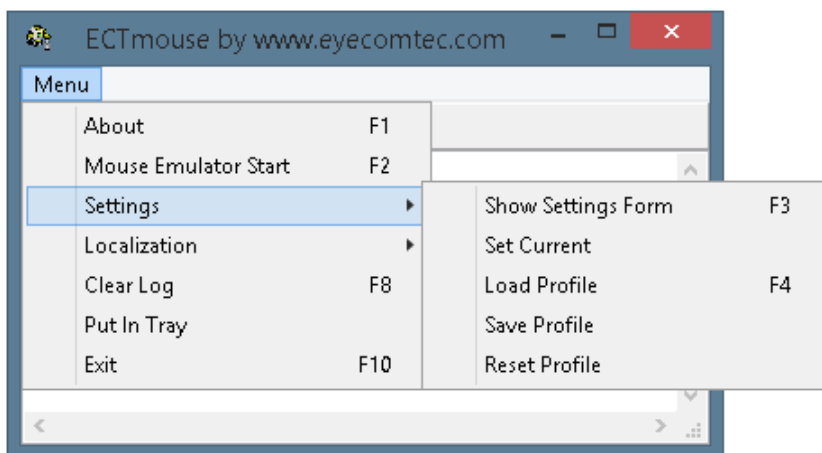 ECTmouse by www.eyecomtec.com
Menu
About F1
Mouse Emulator Start F2
Settings
Localization
Clear Log F8
Put In Tray
Exit F10
Show Settings Form F3
Set Current
Load Profile F4
Save Profile
Reset Profile